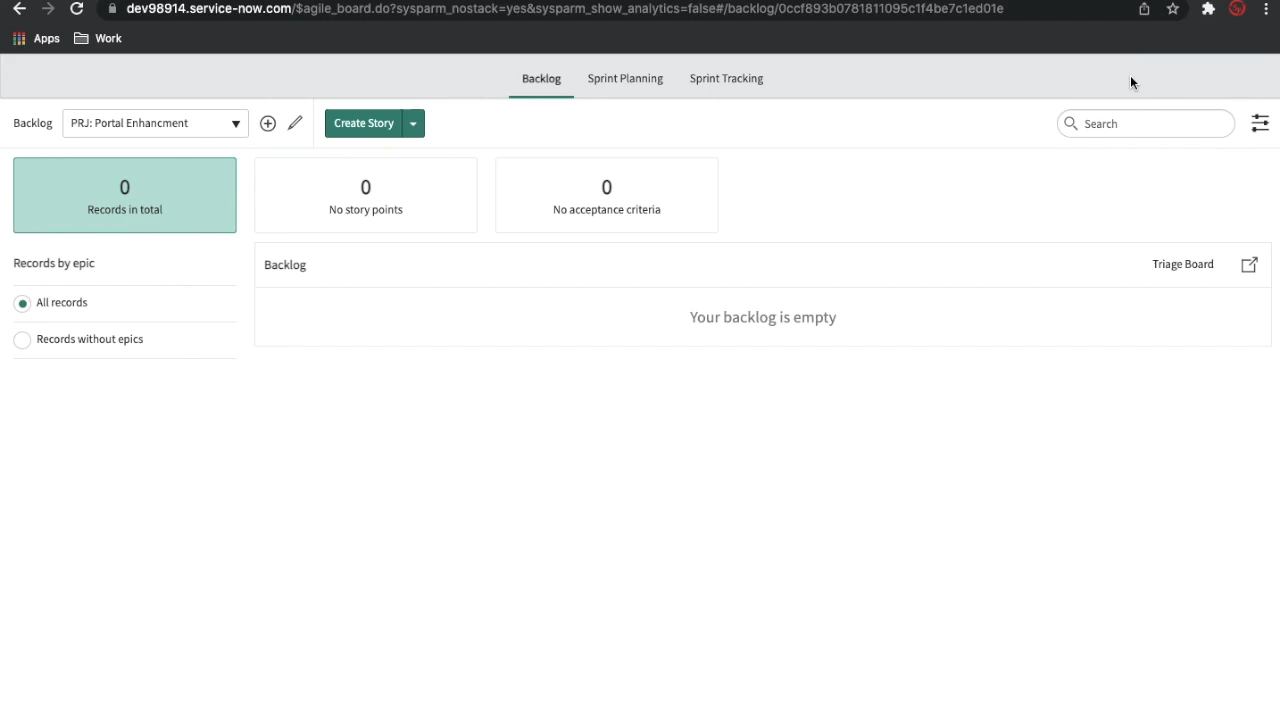 dev98914.service-now.com/$agile_board.do?sysparm_nostack=yes&sysparm_show_analytics=false#/backlog/0ccf893b0781811095c1f4be7c1ed01e
Apps Work
Backlog Sprint Planning Sprint Tracking
Backlog PRJ: Portal Enhancment Create Story Search
0 0 0
Records in total No story points No acceptance criteria
Records by epic
Backlog Triage Board
All records
Your backlog is empty
Records without epics